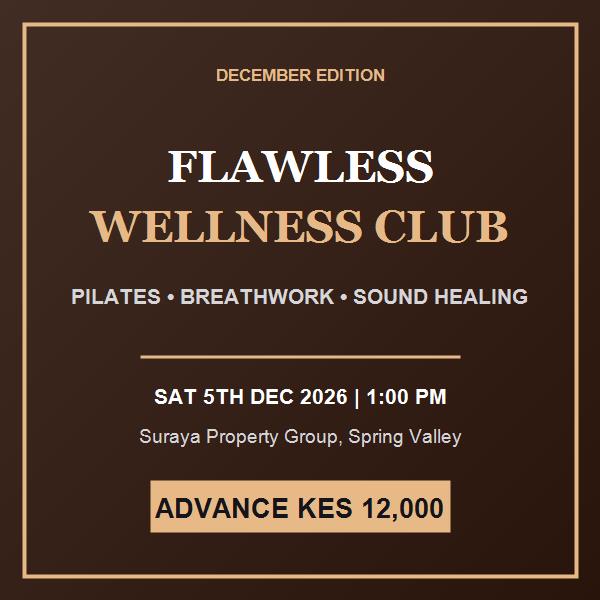 DECEMBER EDITION
FLAWLESS
WELLNESS CLUB
PILATES • BREATHWORK • SOUND HEALING
SAT 5TH DEC 2026 | 1:00 PM
Suraya Property Group, Spring Valley
ADVANCE KES 12,000